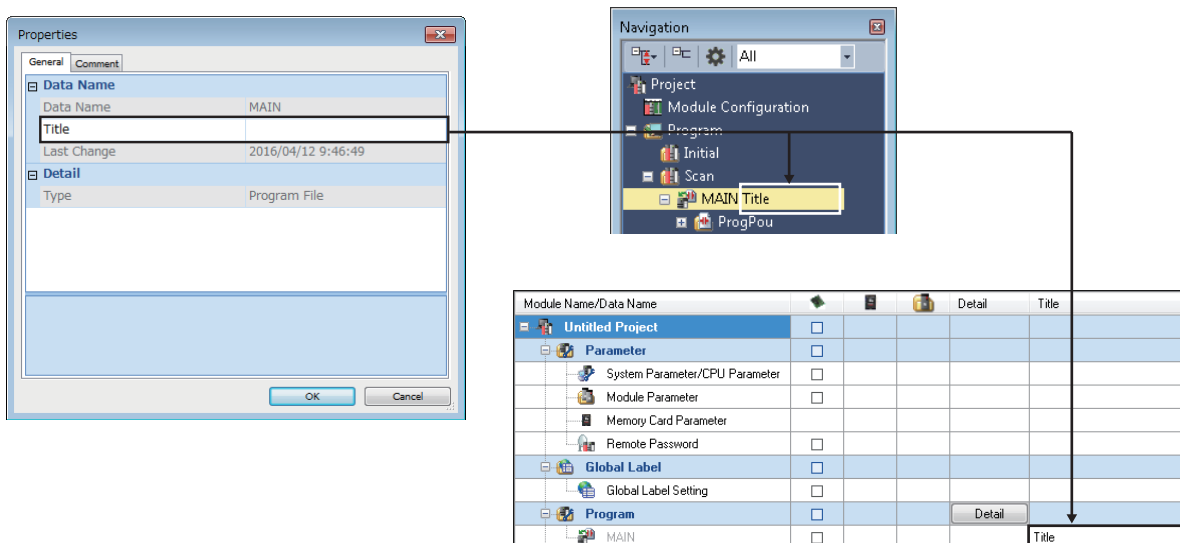 Properties
General Comment
Data Name
Data Name MAIN
Title
Last Change 2016/04/12 9:46:49
Detail
Type Program File
OK Cancel
Navigation
All
Project
Module Configuration
Program
Initial
Scan
MAIN Title
ProgPou
Module Name/Data Name Detail Title
Untitled Project
Parameter
System Parameter/CPU Parameter
Module Parameter
Memory Card Parameter
Remote Password
Global Label
Global Label Setting
Program Detail
MAIN Title